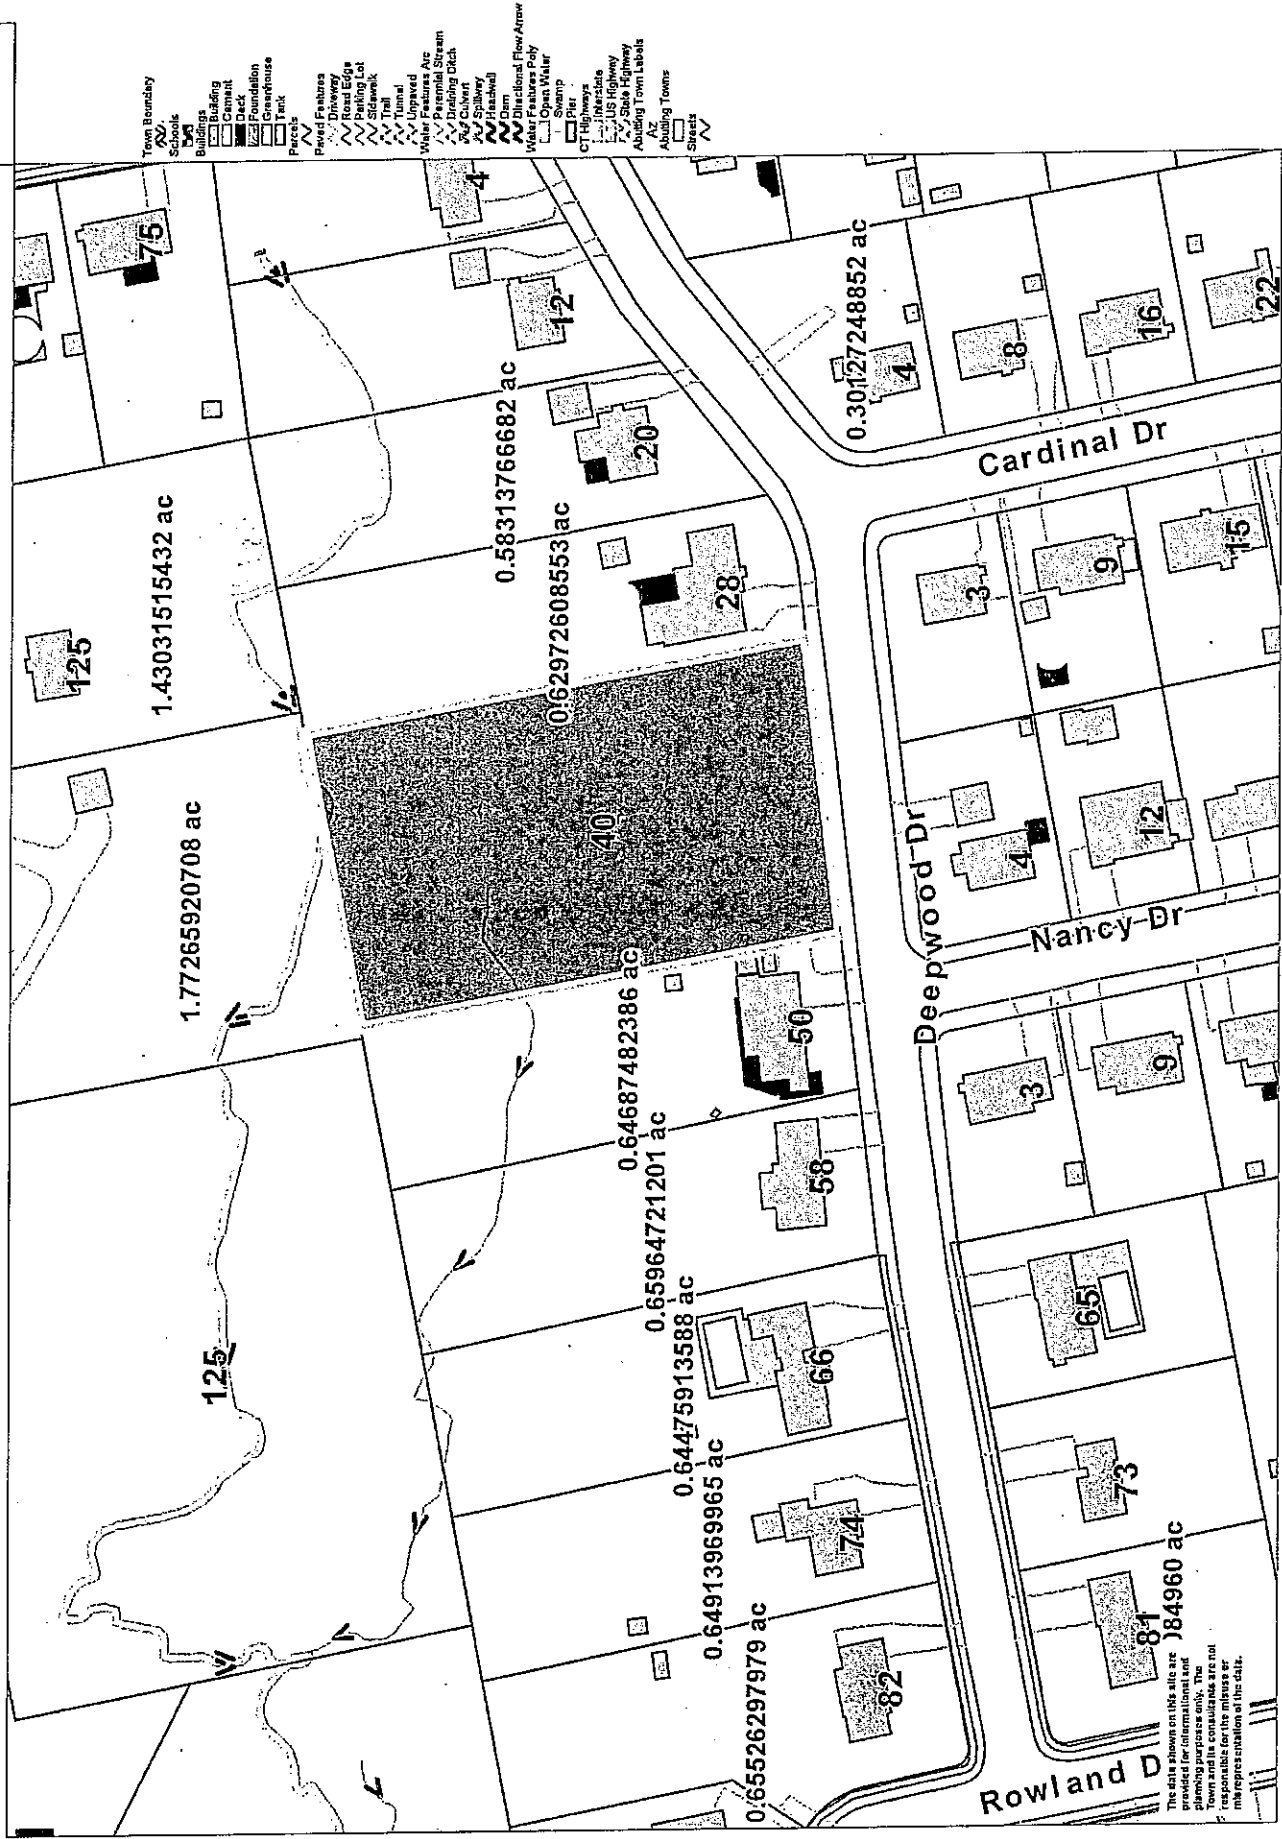 Town Boundary
Schools
Buildings
Building
Cement
Deck
Foundation
Greenhouse
Tank
Parcels
Paved Features
Driveway
Road Edge
Parking Lot
Sidewalk
Trail
Tunnel
Unpaved
Water Features Arc
Perennial Stream
Draining Ditch
Culvert
Spillway
Headwall
Dam
Directional Flow Arrow
Water Features Poly
Open Water
Swamp
Pier
CT Highways
Interstate
US Highway
State Highway
Abutting Town Labels
Az
Abutting Towns
Streets
125
1.77265920708 ac
125
1.43031515432 ac
75
0.65526297979 ac
0.64913969965 ac
0.64475913588 ac
0.65964721201 ac
0.64687482386 ac
0.62972608553 ac
0.58313766682 ac
82
74
66
58
50
40
28
20
12
4
0.30127248852 ac
Deepwood Dr
Rowland D
Nancy Dr
Cardinal Dr
81
73
65
3
9
4
12
3
9
15
4
8
16
22
)84960 ac
The data shown on this site are
provided for informational and
planning purposes only. The
Town and its consultants are not
responsible for the misuse or
misrepresentation of the data.